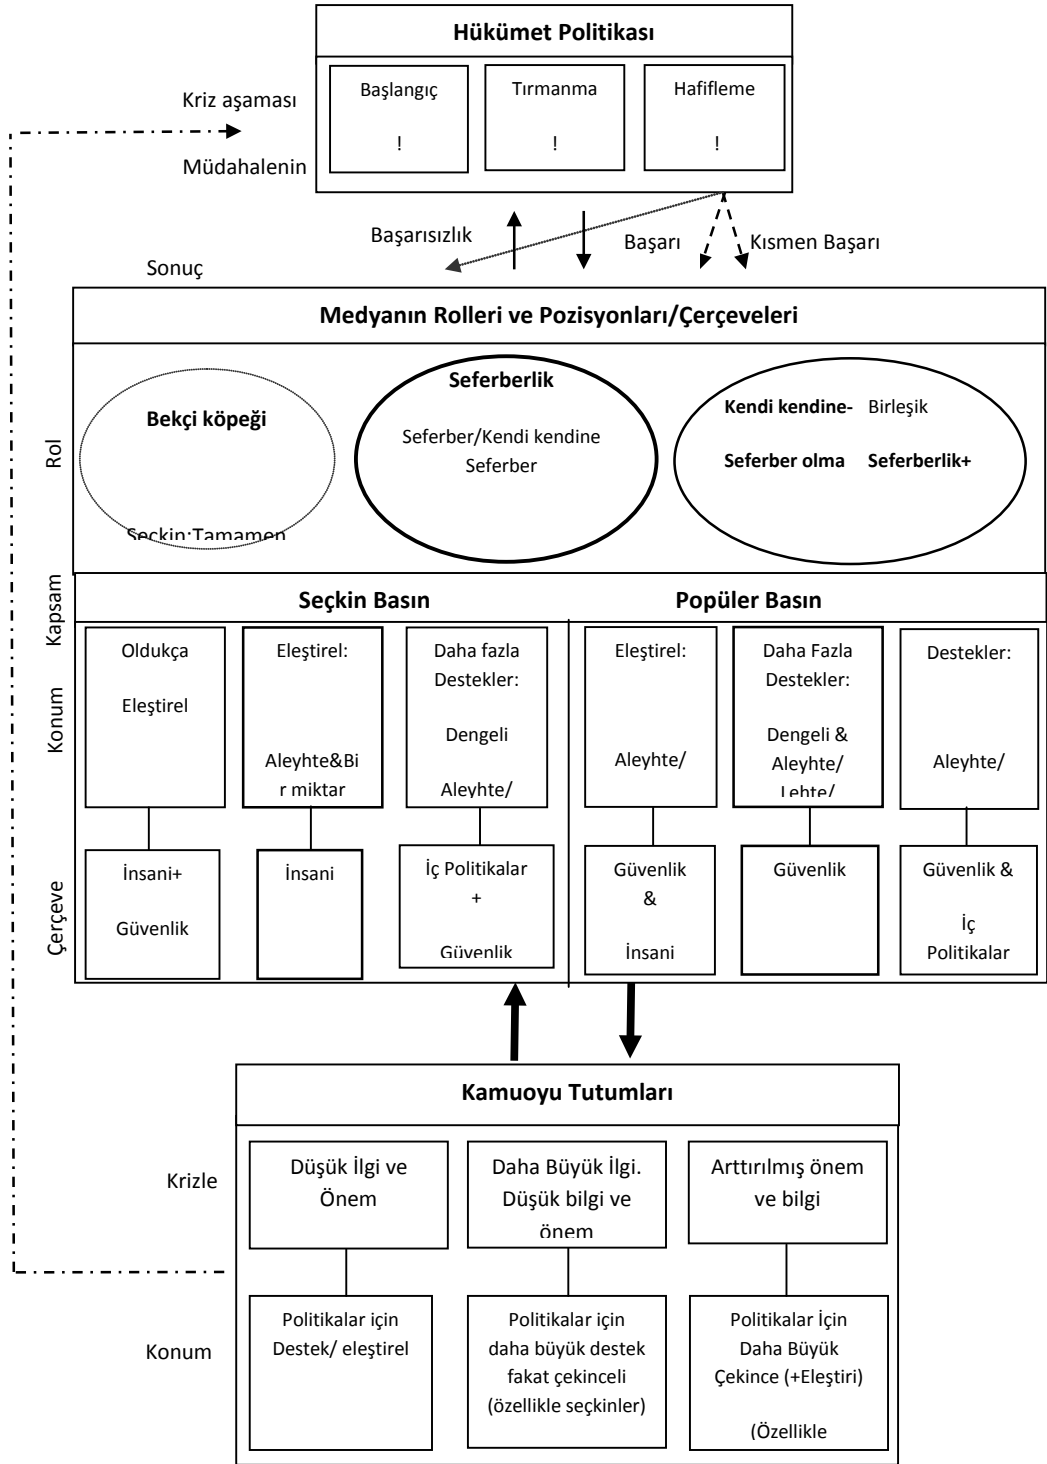 Hükümet Politikası
Kriz aşaması
Müdahalenin
Başlangıç
!
Tırmanma
!
Hafifleme
!
Başarısızlık
Başarı
Kısmen Başarı
Sonuç
Medyanın Rolleri ve Pozisyonları/Çerçeveleri
Rol
Bekçi köpeği
Seçkin:Tamamen
Seferberlik
Seferber/Kendi kendine
Seferber
Kendi kendine- Birleşik
Seferber olma Seferberlik+
Kapsam
Seçkin Basın
Popüler Basın
Konum
Oldukça
Eleştirel
Eleştirel:
Aleyhte&Bi
r miktar
Daha fazla
Destekler:
Dengeli
Aleyhte/
Eleştirel:
Aleyhte/
Daha Fazla
Destekler:
Dengeli &
Aleyhte/
Lehte/
Destekler:
Aleyhte/
Çerçeve
İnsani+
Güvenlik
İnsani
İç Politikalar
+
Güvenlik
Güvenlik
&
İnsani
Güvenlik
Güvenlik &
İç
Politikalar
Kamuoyu Tutumları
Krizle
Düşük İlgi ve
Önem
Daha Büyük İlgi.
Düşük bilgi ve
önem
Arttırılmış önem
ve bilgi
Konum
Politikalar için
Destek/ eleştirel
Politikalar için
daha büyük destek
fakat çekinceli
(özellikle seçkinler)
Politikalar İçin
Daha Büyük
Çekince (+Eleştiri)
(Özellikle